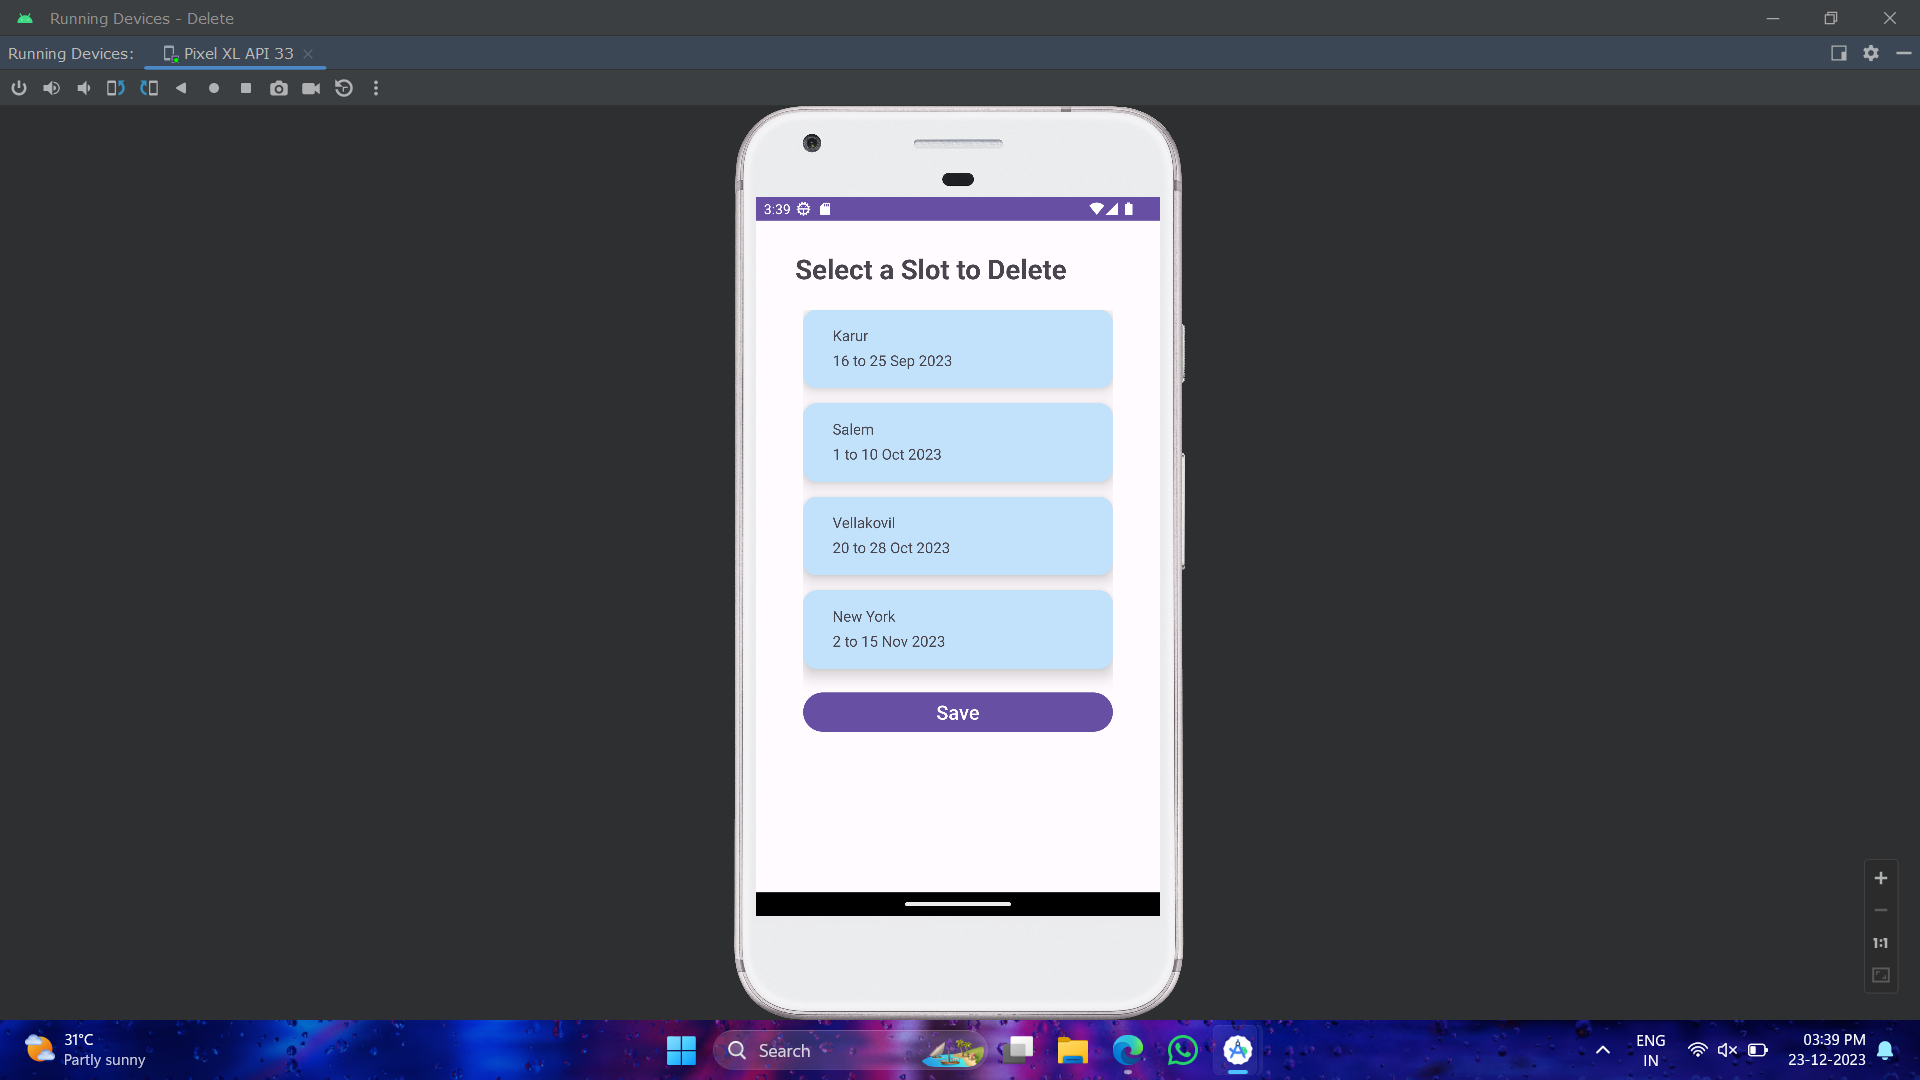 Running Devices - Delete
Running Devices:
Pixel XL API 33
3:39
Select a Slot to Delete
Karur
16 to 25 Sep 2023
Salem
1 to 10 Oct 2023
Vellakovil
20 to 28 Oct 2023
New York
2 to 15 Nov 2023
Save
1:1
31°C
Partly sunny
Search
ENG
IN
03:39 PM
23-12-2023